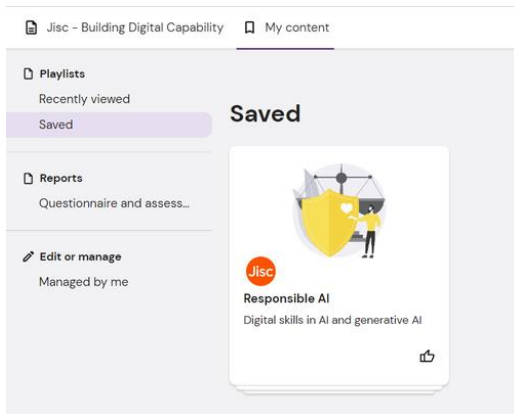 Jisc - Building Digital Capability
My content
Playlists
Recently viewed
Saved
Reports
Questionnaire and assess...
Edit or manage
Managed by me
Saved
Jisc
Responsible AI
Digital skills in AI and generative AI